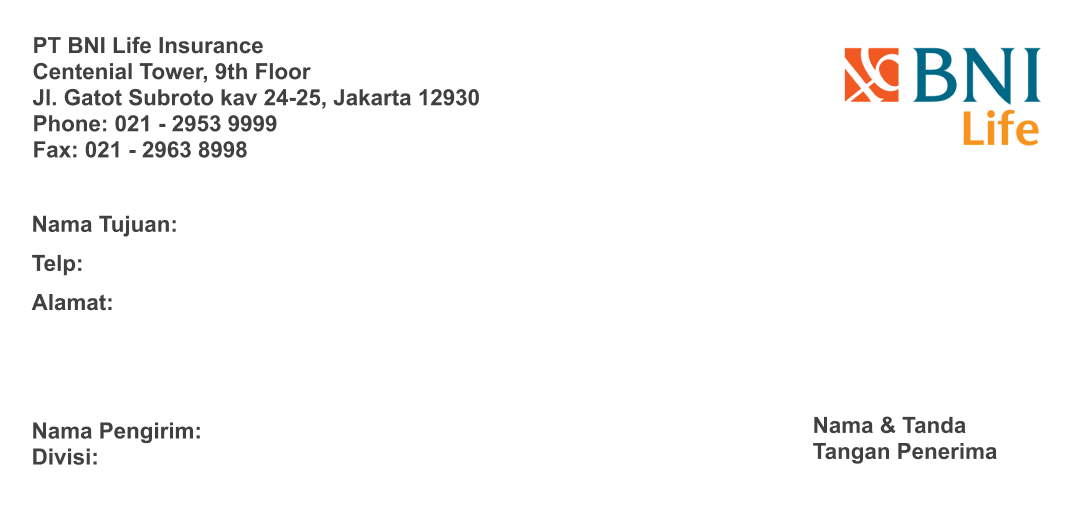 PT BNI Life Insurance
Centenial Tower, 9th Floor
Jl. Gatot Subroto kav 24-25, Jakarta 12930
Phone: 021 - 2953 9999
Fax: 021 - 2963 8998
BNI
Life
Nama Tujuan:
Telp:
Alamat:
Nama Pengirim:
Divisi:
Nama & Tanda
Tangan Penerima